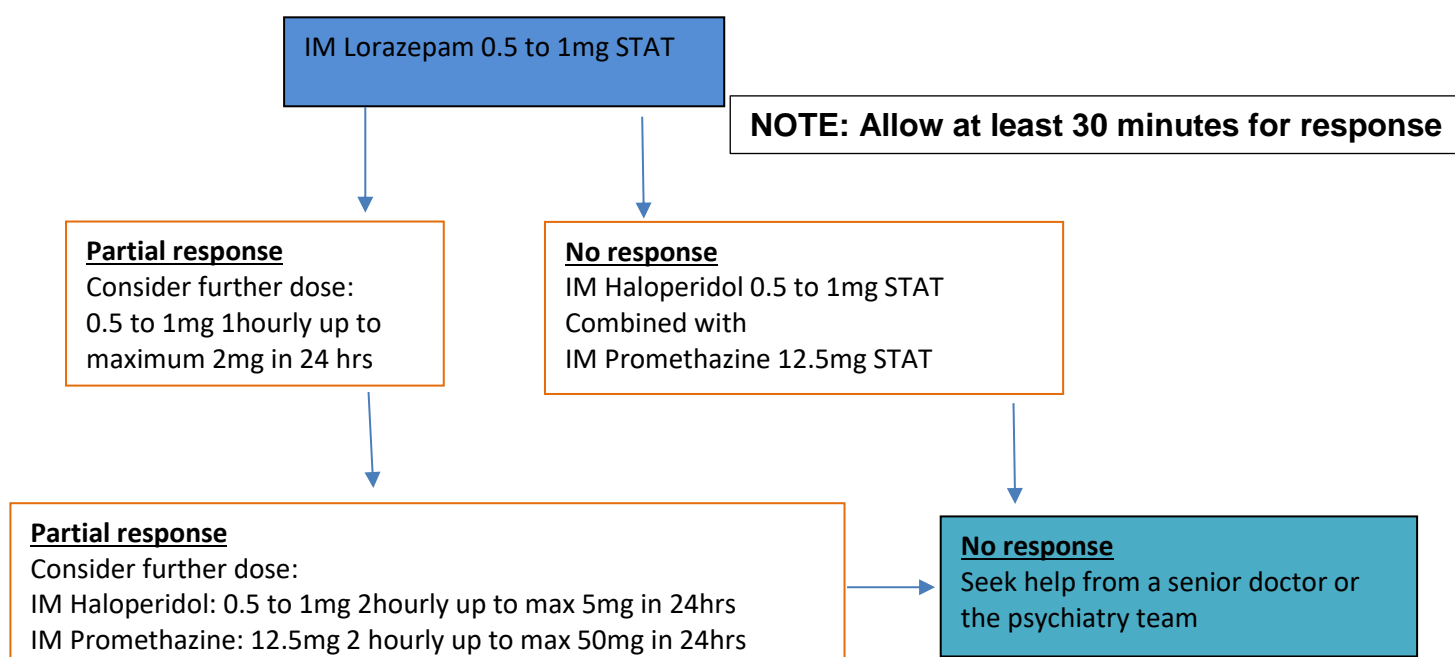 IM Lorazepam 0.5 to 1mg STAT
NOTE: Allow at least 30 minutes for response
Partial response
Consider further dose:
0.5 to 1mg 1hourly up to
maximum 2mg in 24 hrs
No response
IM Haloperidol 0.5 to 1mg STAT
Combined with
IM Promethazine 12.5mg STAT
Partial response
Consider further dose:
IM Haloperidol: 0.5 to 1mg 2hourly up to max 5mg in 24hrs
IM Promethazine: 12.5mg 2 hourly up to max 50mg in 24hrs
No response
Seek help from a senior doctor or
the psychiatry team